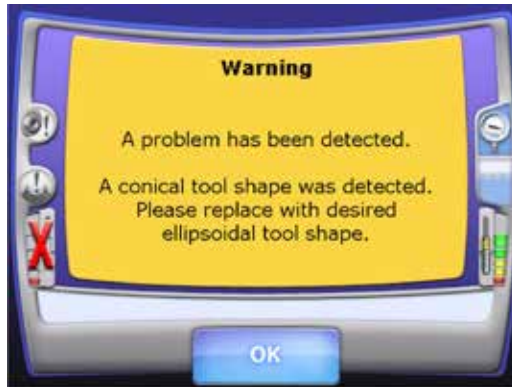 Warning
A problem has been detected.
A conical tool shape was detected.
Please replace with desired
ellipsoidal tool shape.
OK